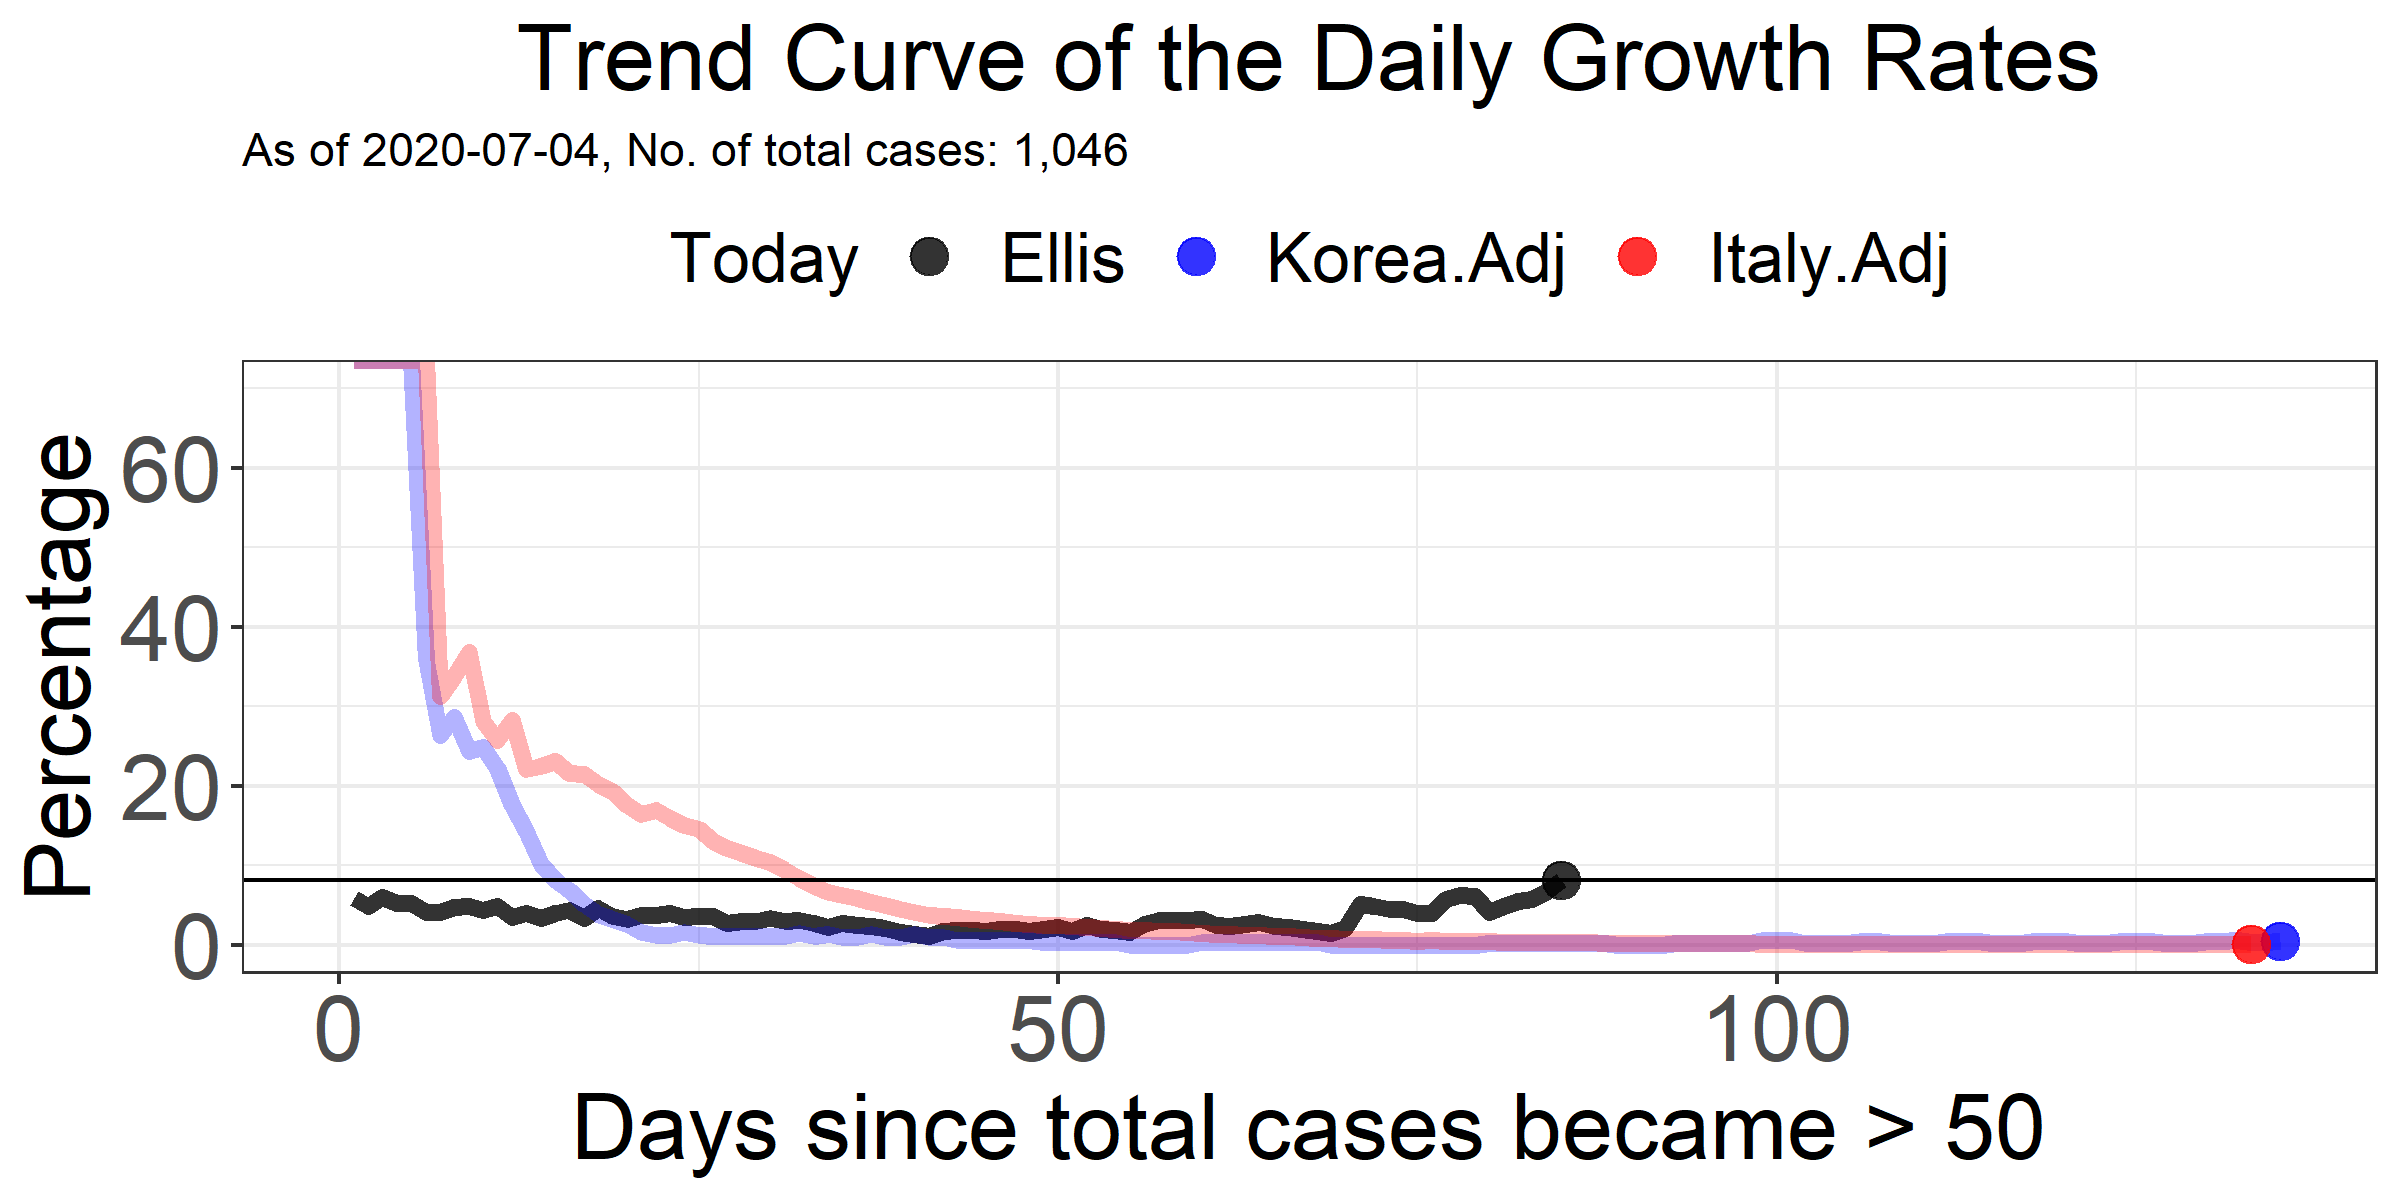 Trend Curve of the Daily Growth Rates
As of 2020-07-04, No. of total cases: 1,046
Today Ellis Korea.Adj Italy.Adj
Percentage
60
40
20
0
0 50 100
Days since total cases became > 50